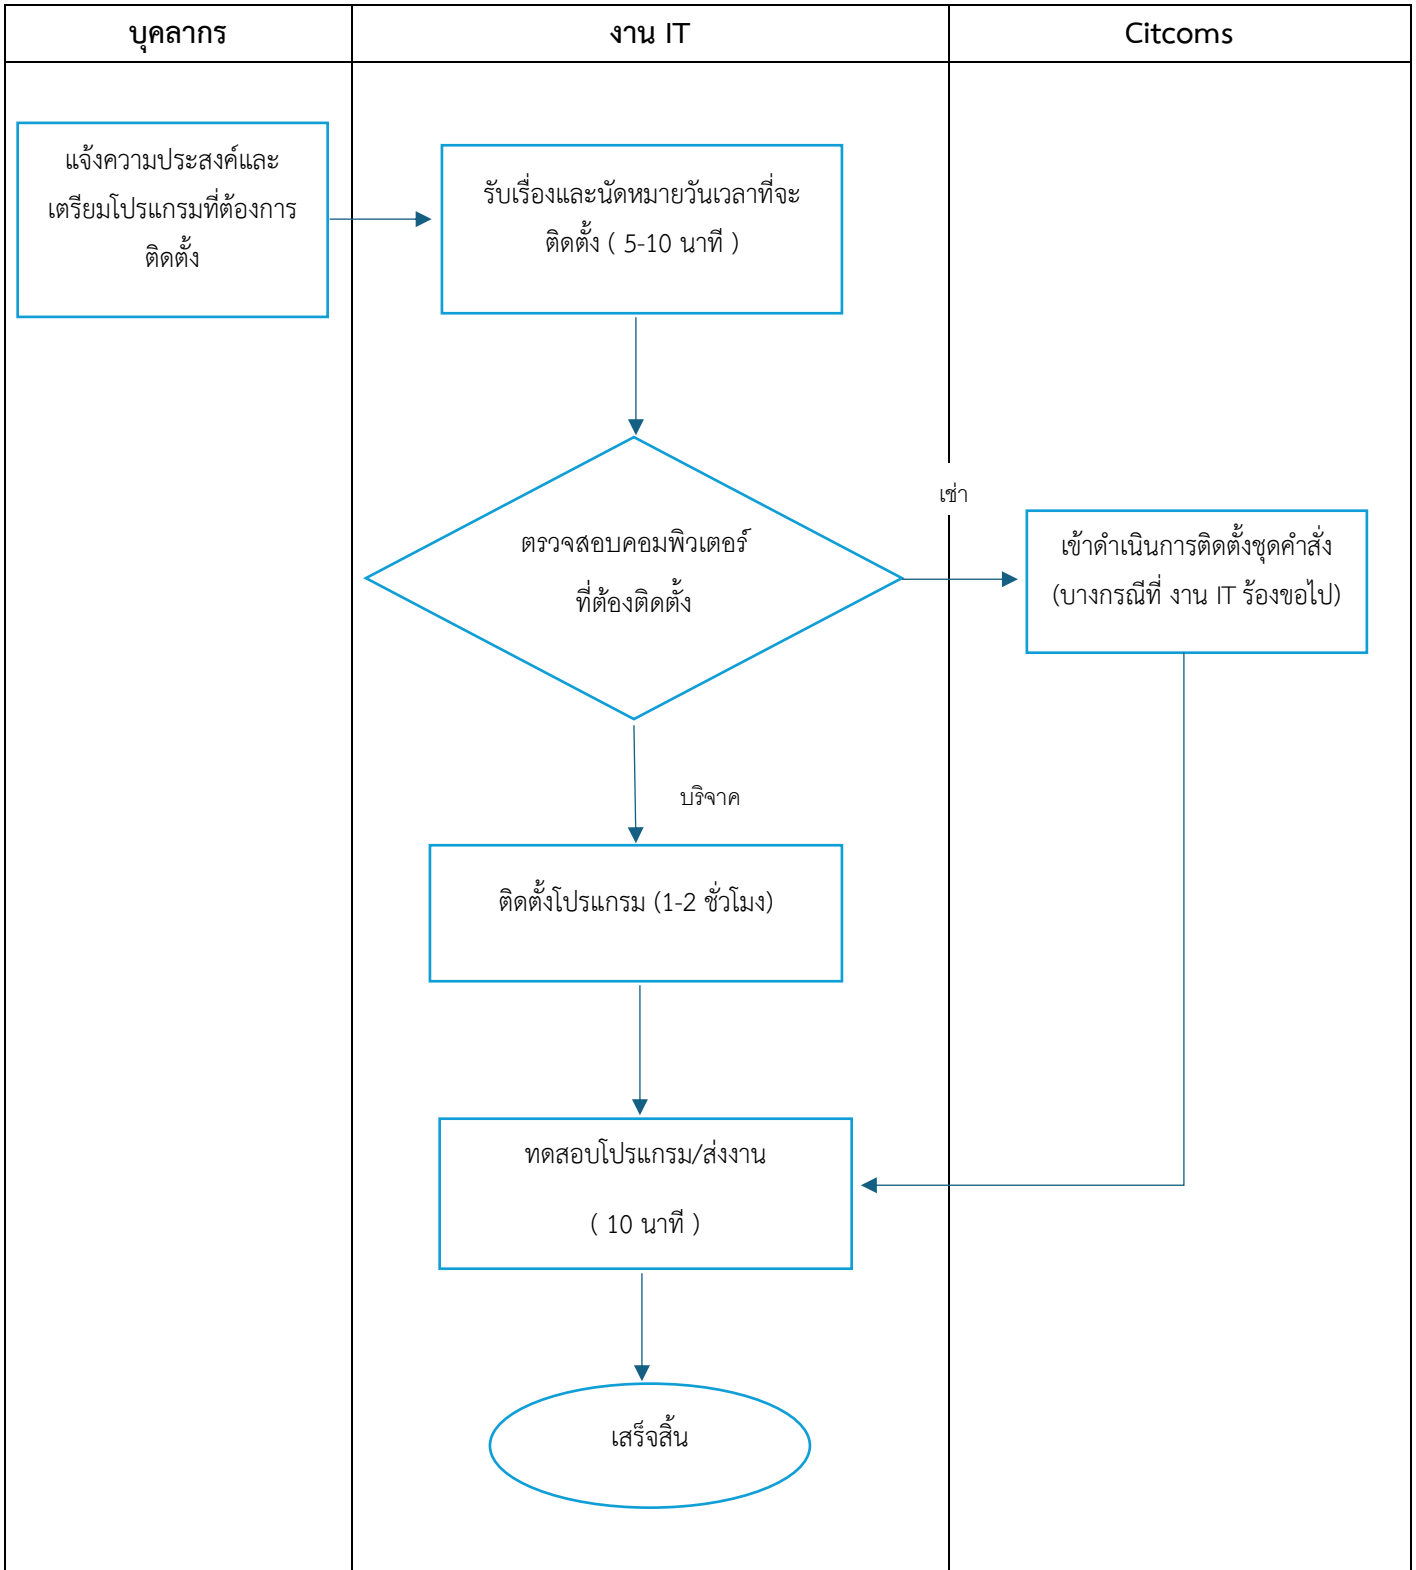 บุคลากร
งาน IT
Citcoms
แจ้งความประสงค์และ
เตรียมโปรแกรมที่ต้องการ
ติดตั้ง
รับเรื่องและนัดหมายวันเวลาที่จะ
ติดตั้ง ( 5-10 นาที )
ตรวจสอบคอมพิวเตอร์
ที่ต้องติดตั้ง
เช่า
เข้าดำเนินการติดตั้งชุดคำสั่ง
(บางกรณีที่ งาน IT ร้องขอไป)
บริจาค
ติดตั้งโปรแกรม (1-2 ชั่วโมง)
ทดสอบโปรแกรม/ส่งงาน
( 10 นาที )
เสร็จสิ้น